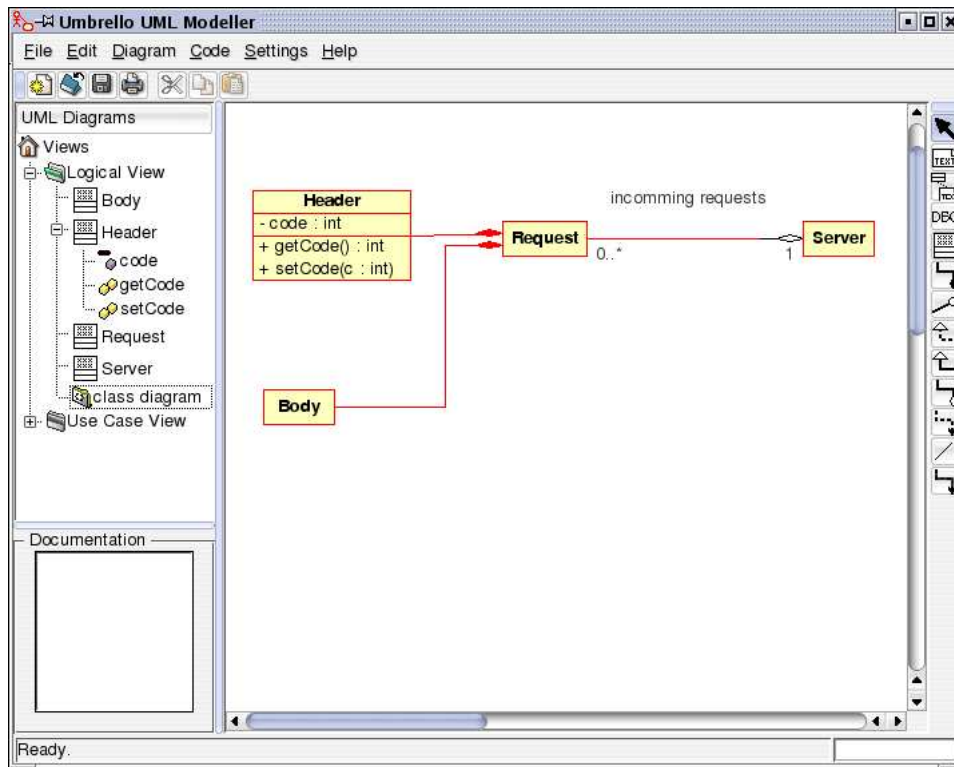 Umbrello UML Modeller
File Edit Diagram Code Settings Help
UML Diagrams
Views
Logical View
Body
Header
code
getCode
setCode
Request
Server
class diagram
Use Case View
Documentation
Header
- code : int
+ getCode() : int
+ setCode(c : int)
Body
incomming requests
Request
0..*
1
Server
TEXT
Ready.